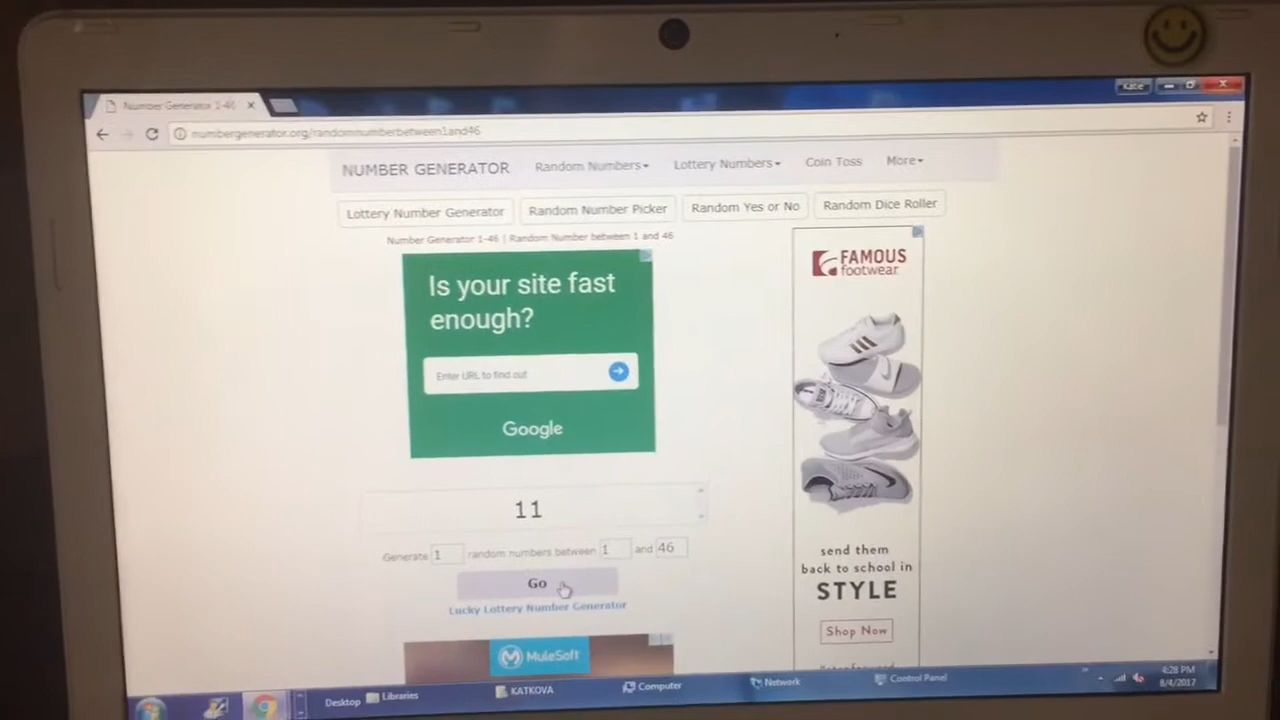 Number Generator 1-46
Katie
numbergenerator.org/randomnumberbetween1and46
NUMBER GENERATOR Random Numbers Lottery Numbers Coin Toss More
Lottery Number Generator Random Number Picker Random Yes or No Random Dice Roller
Number Generator 1-46 | Random Number between 1 and 46
Is your site fast
enough?
Enter URL to find out
Google
FAMOUS
footwear
11
Generate 1 random numbers between 1 and 46
Go
Lucky Lottery Number Generator
send them
back to school in
STYLE
Shop Now
MuleSoft
Desktop Libraries KATKOVA Computer Network Control Panel
4:28 PM
8/4/2017